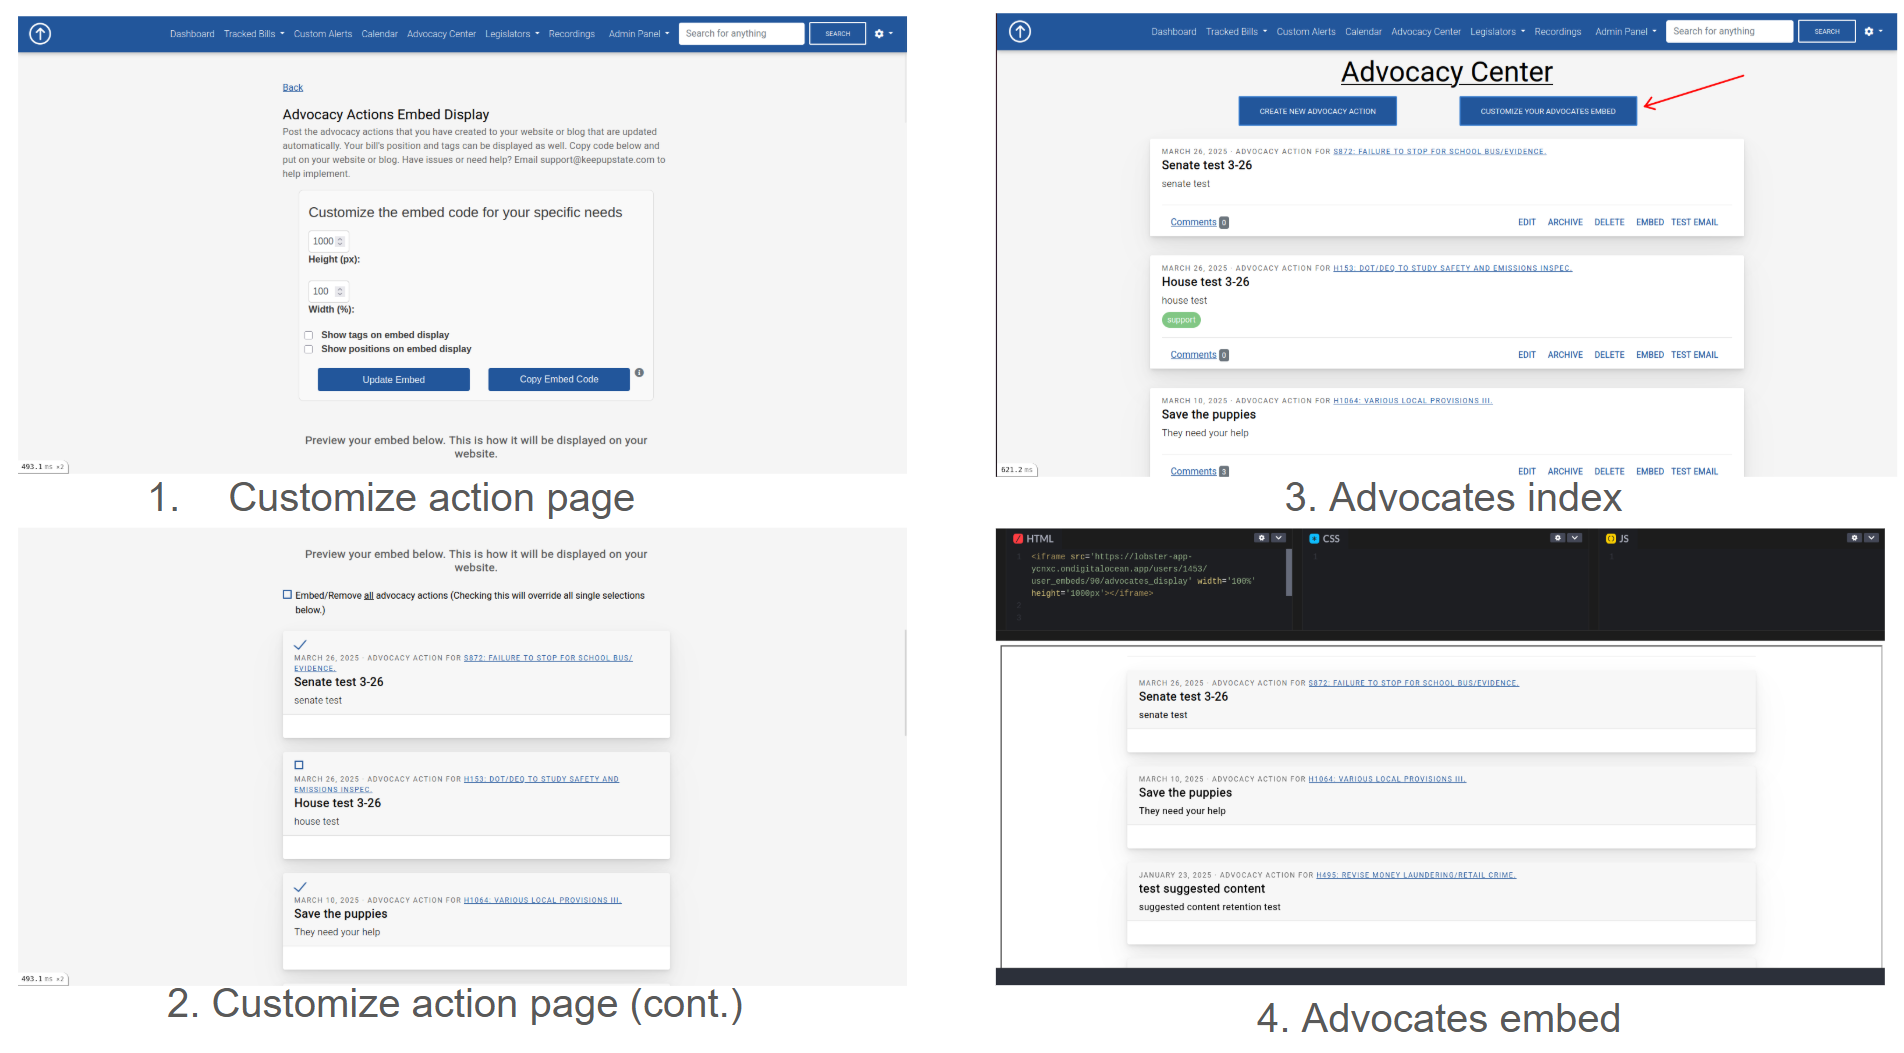 Dashboard Tracked Bills Custom Alerts Calendar Advocacy Center Legislators Recordings Admin Panel Search for anything SEARCH
Back
Advocacy Actions Embed Display
Post the advocacy actions that you have created to your website or blog that are updated
automatically. Your bill's position and tags can be displayed as well. Copy code below and
put on your website or blog. Have issues or need help? Email support@keepupstate.com to
help implement.
Customize the embed code for your specific needs
1000
Height (px):
100
Width (%):
Show tags on embed display
Show positions on embed display
Update Embed Copy Embed Code
Preview your embed below. This is how it will be displayed on your
website.
493.1 ms ×2
1. Customize action page
Preview your embed below. This is how it will be displayed on your
website.
Embed/Remove all advocacy actions (Checking this will override all single selections
below.)
MARCH 26, 2025 · ADVOCACY ACTION FOR S872: FAILURE TO STOP FOR SCHOOL BUS/
EVIDENCE.
Senate test 3-26
senate test
MARCH 26, 2025 · ADVOCACY ACTION FOR H153: DOT/DEQ TO STUDY SAFETY AND
EMISSIONS INSPEC.
House test 3-26
house test
MARCH 10, 2025 · ADVOCACY ACTION FOR H1064: VARIOUS LOCAL PROVISIONS III.
Save the puppies
They need your help
493.1 ms ×2
2. Customize action page (cont.)
Dashboard Tracked Bills Custom Alerts Calendar Advocacy Center Legislators Recordings Admin Panel Search for anything SEARCH
Advocacy Center
CREATE NEW ADVOCACY ACTION CUSTOMIZE YOUR ADVOCATES EMBED
MARCH 26, 2025 · ADVOCACY ACTION FOR S872: FAILURE TO STOP FOR SCHOOL BUS/EVIDENCE.
Senate test 3-26
senate test
Comments 0 EDIT ARCHIVE DELETE EMBED TEST EMAIL
MARCH 26, 2025 · ADVOCACY ACTION FOR H153: DOT/DEQ TO STUDY SAFETY AND EMISSIONS INSPEC.
House test 3-26
house test
support
Comments 0 EDIT ARCHIVE DELETE EMBED TEST EMAIL
MARCH 10, 2025 · ADVOCACY ACTION FOR H1064: VARIOUS LOCAL PROVISIONS III.
Save the puppies
They need your help
Comments 3 EDIT ARCHIVE DELETE EMBED TEST EMAIL
621.2 ms
3. Advocates index
HTML CSS JS
1 <iframe src='https://lobster-app-
ycnxc.ondigitalocean.app/users/1453/
user_embeds/90/advocates_display' width='100%'
height='1000px'></iframe>
2
3
1
1
MARCH 26, 2025 · ADVOCACY ACTION FOR S872: FAILURE TO STOP FOR SCHOOL BUS/EVIDENCE.
Senate test 3-26
senate test
MARCH 10, 2025 · ADVOCACY ACTION FOR H1064: VARIOUS LOCAL PROVISIONS III.
Save the puppies
They need your help
JANUARY 23, 2025 · ADVOCACY ACTION FOR H495: REVISE MONEY LAUNDERING/RETAIL CRIME.
test suggested content
suggested content retention test
4. Advocates embed